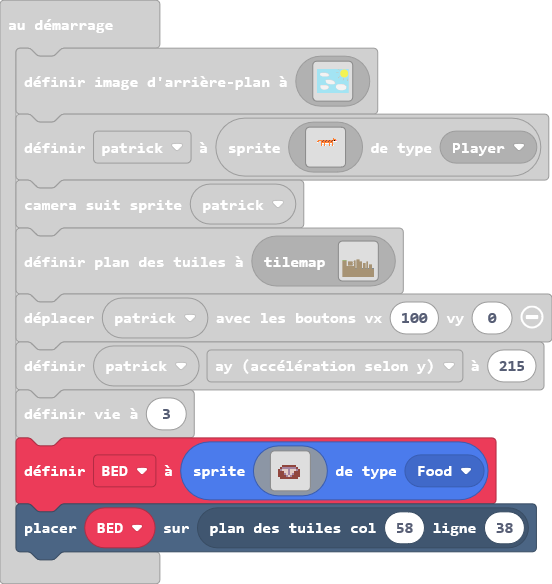 au démarrage
définir image d'arrière-plan à
définir patrick à sprite de type Player
camera suit sprite patrick
définir plan des tuiles à tilemap
déplacer patrick avec les boutons vx 100 vy 0
définir patrick ay (accélération selon y) à 215
définir vie à 3
définir BED à sprite de type Food
placer BED sur plan des tuiles col 58 ligne 38